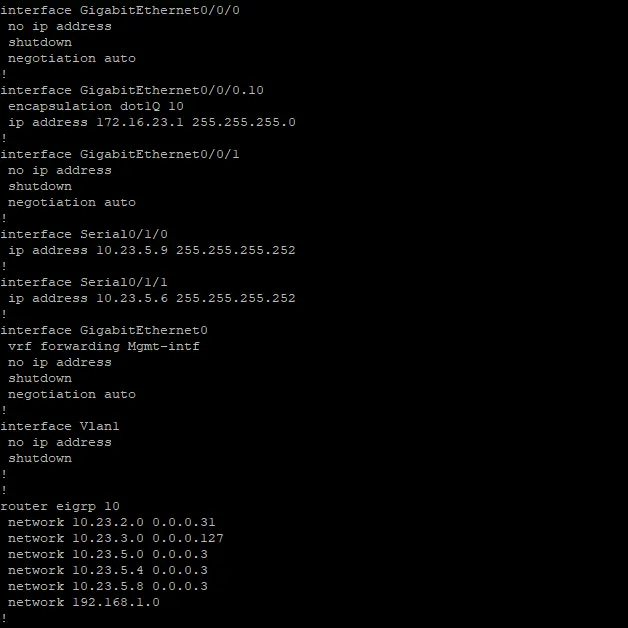 interface GigabitEthernet0/0/0
 no ip address
 shutdown
 negotiation auto
!
interface GigabitEthernet0/0/0.10
 encapsulation dot1Q 10
 ip address 172.16.23.1 255.255.255.0
!
interface GigabitEthernet0/0/1
 no ip address
 shutdown
 negotiation auto
!
interface Serial0/1/0
 ip address 10.23.5.9 255.255.255.252
!
interface Serial0/1/1
 ip address 10.23.5.6 255.255.255.252
!
interface GigabitEthernet0
 vrf forwarding Mgmt-intf
 no ip address
 shutdown
 negotiation auto
!
interface Vlan1
 no ip address
 shutdown
!
!
router eigrp 10
 network 10.23.2.0 0.0.0.31
 network 10.23.3.0 0.0.0.127
 network 10.23.5.0 0.0.0.3
 network 10.23.5.4 0.0.0.3
 network 10.23.5.8 0.0.0.3
 network 192.168.1.0
!